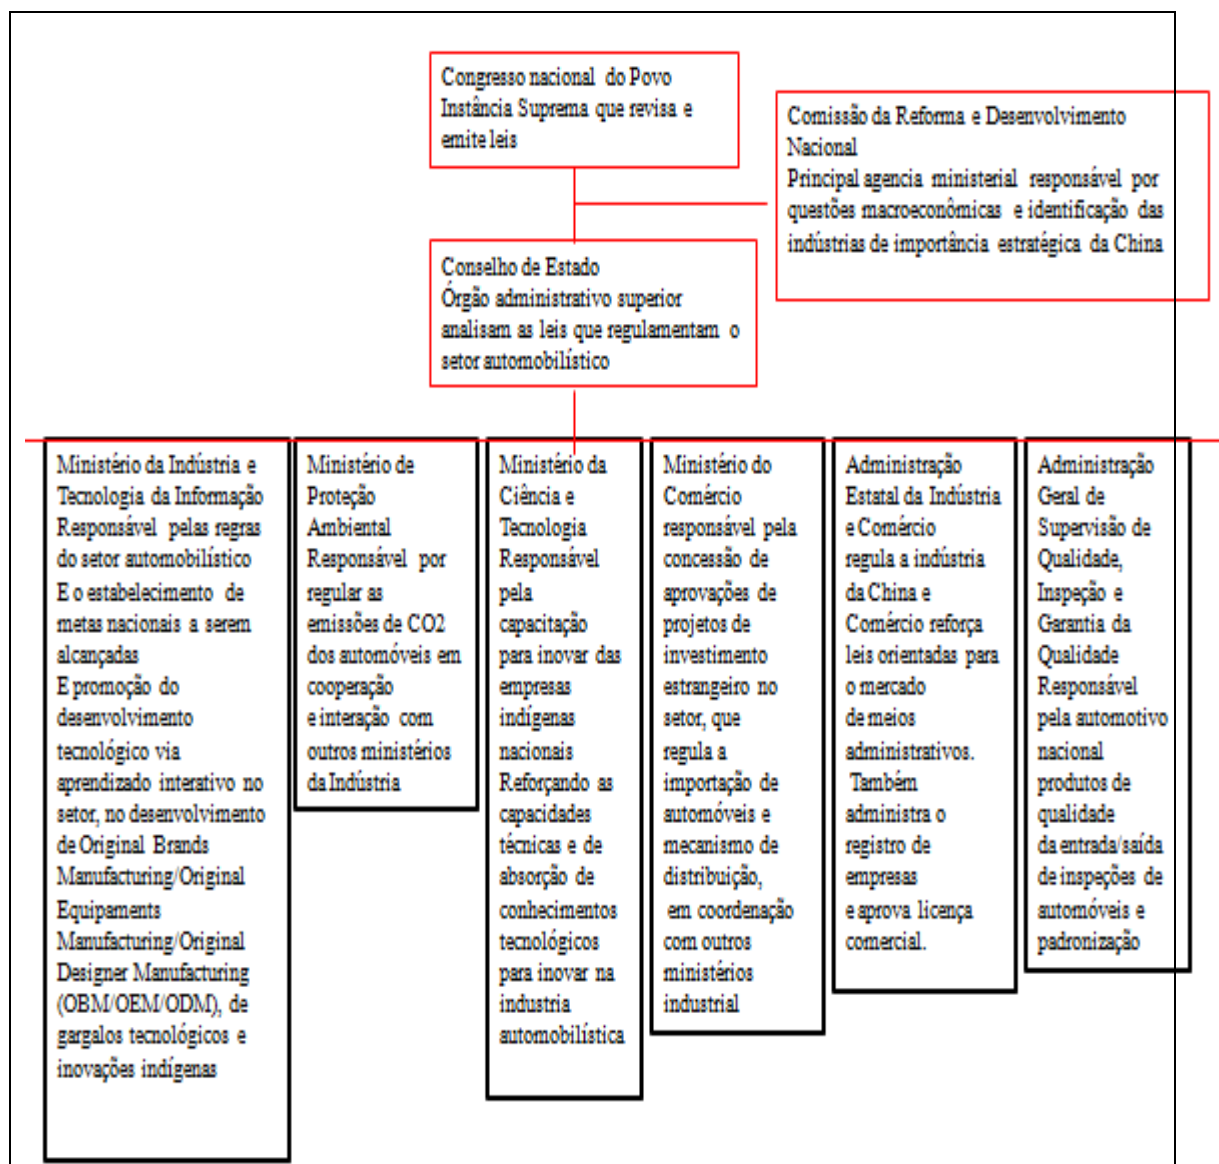 Congresso nacional do Povo
Instância Suprema que revisa e
emite leis
Comissão da Reforma e Desenvolvimento
Nacional
Principal agencia ministerial responsável por
questões macroeconômicas e identificação das
indústrias de importância estratégica da China
Conselho de Estado
Órgão administrativo superior
analisam as leis que regulamentam o
setor automobilístico
Ministério da Indústria e
Tecnologia da Informação
Responsável pelas regras
do setor automobilístico
E o estabelecimento de
metas nacionais a serem
alcançadas
E promoção do
desenvolvimento
tecnológico via
aprendizado interativo no
setor, no desenvolvimento
de Original Brands
Manufacturing/Original
Equipaments
Manufacturing/Original
Designer Manufacturing
(OBM/OEM/ODM), de
gargalos tecnológicos e
inovações indígenas
Ministério de
Proteção
Ambiental
Responsável por
regular as
emissões de CO2
dos automóveis em
cooperação
e interação com
outros ministérios
da Indústria
Ministério da
Ciência e
Tecnologia
Responsável
pela
capacitação
para inovar das
empresas
indígenas
nacionais
Reforçando as
capacidades
técnicas e de
absorção de
conhecimentos
tecnológicos
para inovar na
industria
automobilística
Ministério do
Comércio
responsável pela
concessão de
aprovações de
projetos de
investimento
estrangeiro no
setor, que
regula a
importação de
automóveis e
mecanismo de
distribuição,
em coordenação
com outros
ministérios
industrial
Administração
Estatal da Indústria
e Comércio
regula a indústria
da China e
Comércio reforça
leis orientadas para
o mercado
de meios
administrativos.
Também
administra o
registro de
empresas
e aprova licença
comercial.
Administração
Geral de
Supervisão de
Qualidade,
Inspeção e
Garantia da
Qualidade
Responsável
pela automotivo
nacional
produtos de
qualidade
da entrada/saída
de inspeções de
automóveis e
padronização